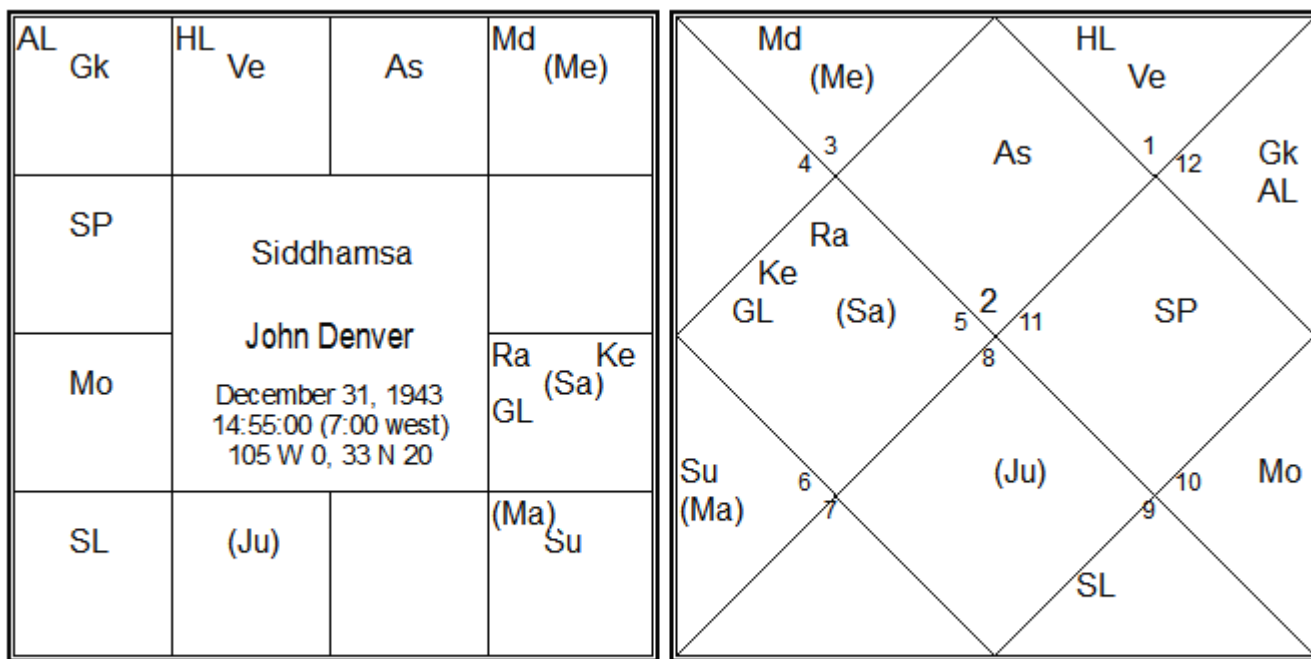 AL Gk
HL Ve
As
Md (Me)
SP
Siddhamsa
John Denver
December 31, 1943
14:55:00 (7:00 west)
105 W 0, 33 N 20
Mo
Ra Ke
(Sa)
GL
SL
(Ju)
(Ma)
Su
Md
(Me)
HL
Ve
As
3
4
1
12
Gk
AL
Ra
Ke
GL (Sa)
2
5 11
8
SP
Su
(Ma)
6
7
(Ju)
10
9
Mo
SL